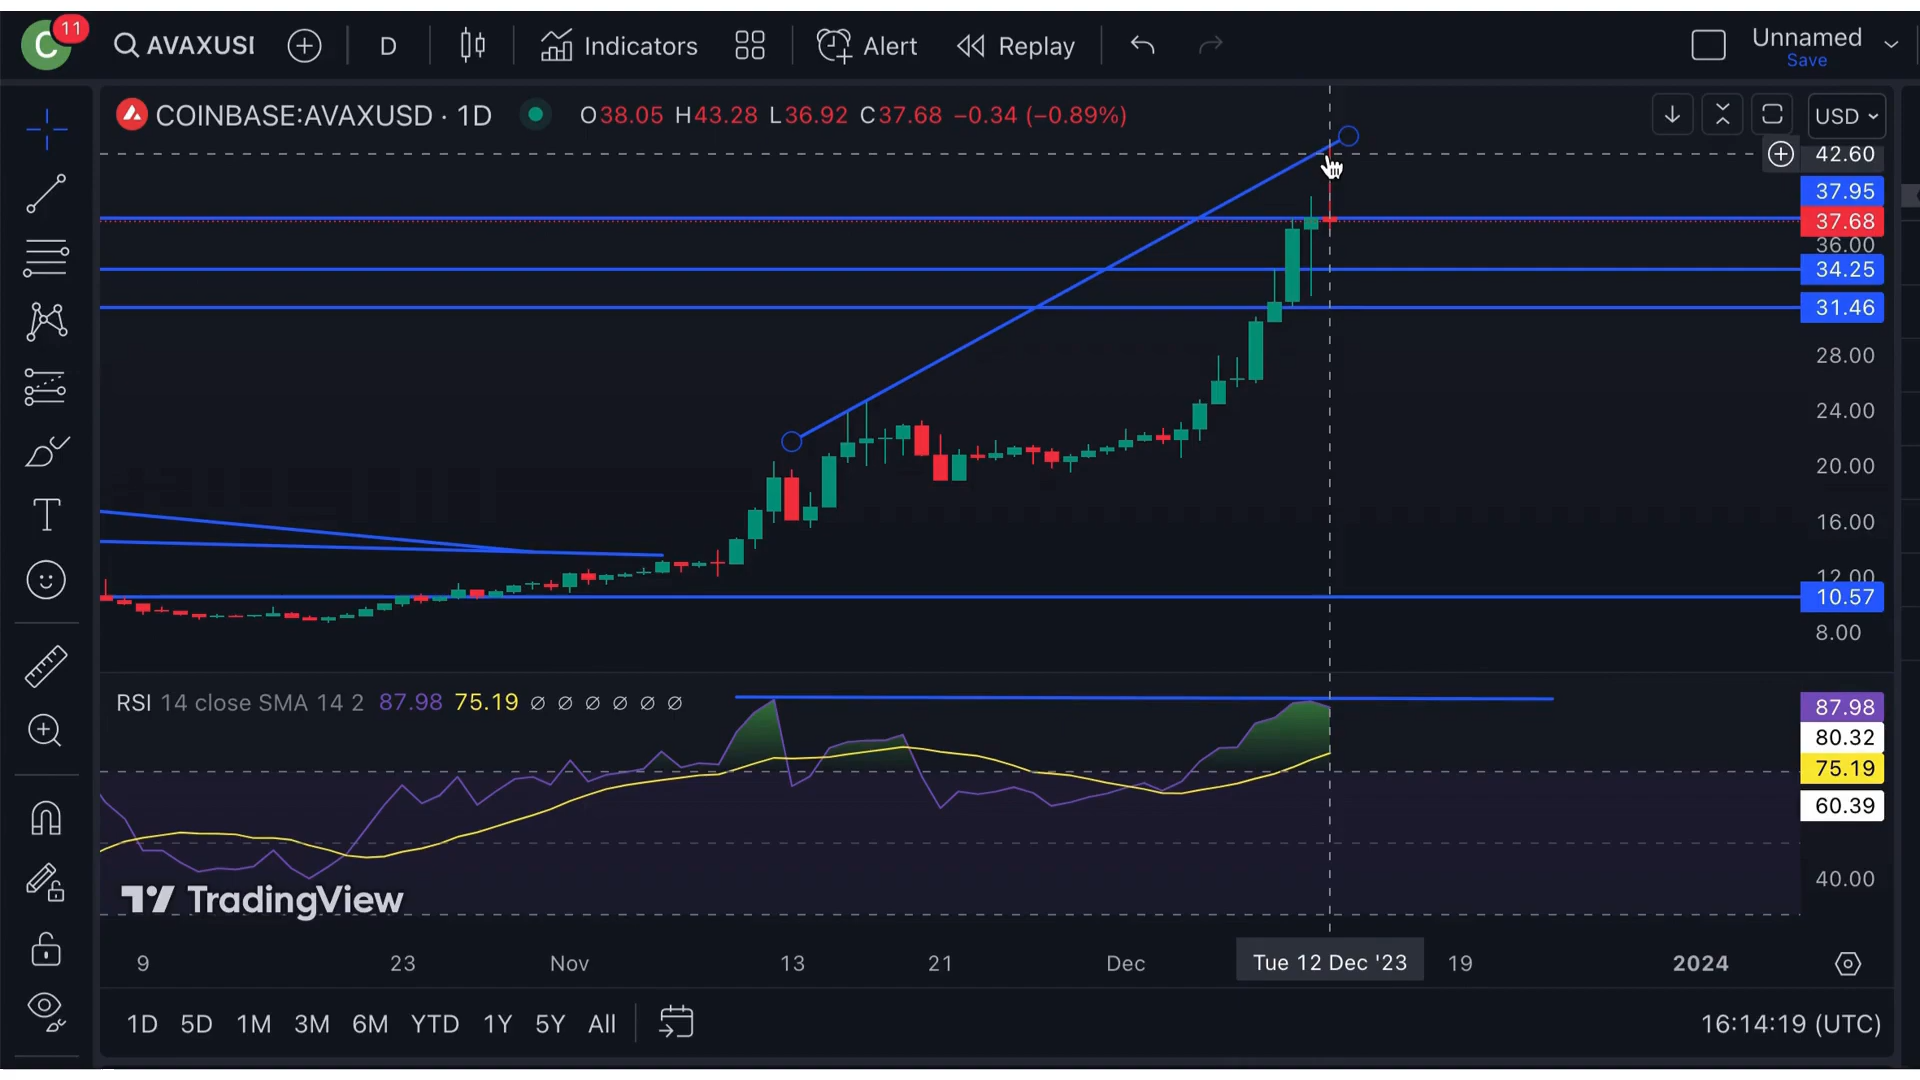 C 11 AVAXUSI D Indicators Alert Replay Unnamed
Save
COINBASE:AVAXUSD · 1D O38.05 H43.28 L36.92 C37.68 −0.34 (−0.89%) USD
42.60
37.95
37.68
36.00
34.25
31.46
28.00
24.00
20.00
16.00
12.00
10.57
8.00
RSI 14 close SMA 14 2 87.98 75.19 ∅ ∅ ∅ ∅ ∅ ∅
87.98
80.32
75.19
60.39
40.00
TradingView
9 23 Nov 13 21 Dec Tue 12 Dec '23 19 2024
1D 5D 1M 3M 6M YTD 1Y 5Y All 16:14:19 (UTC)